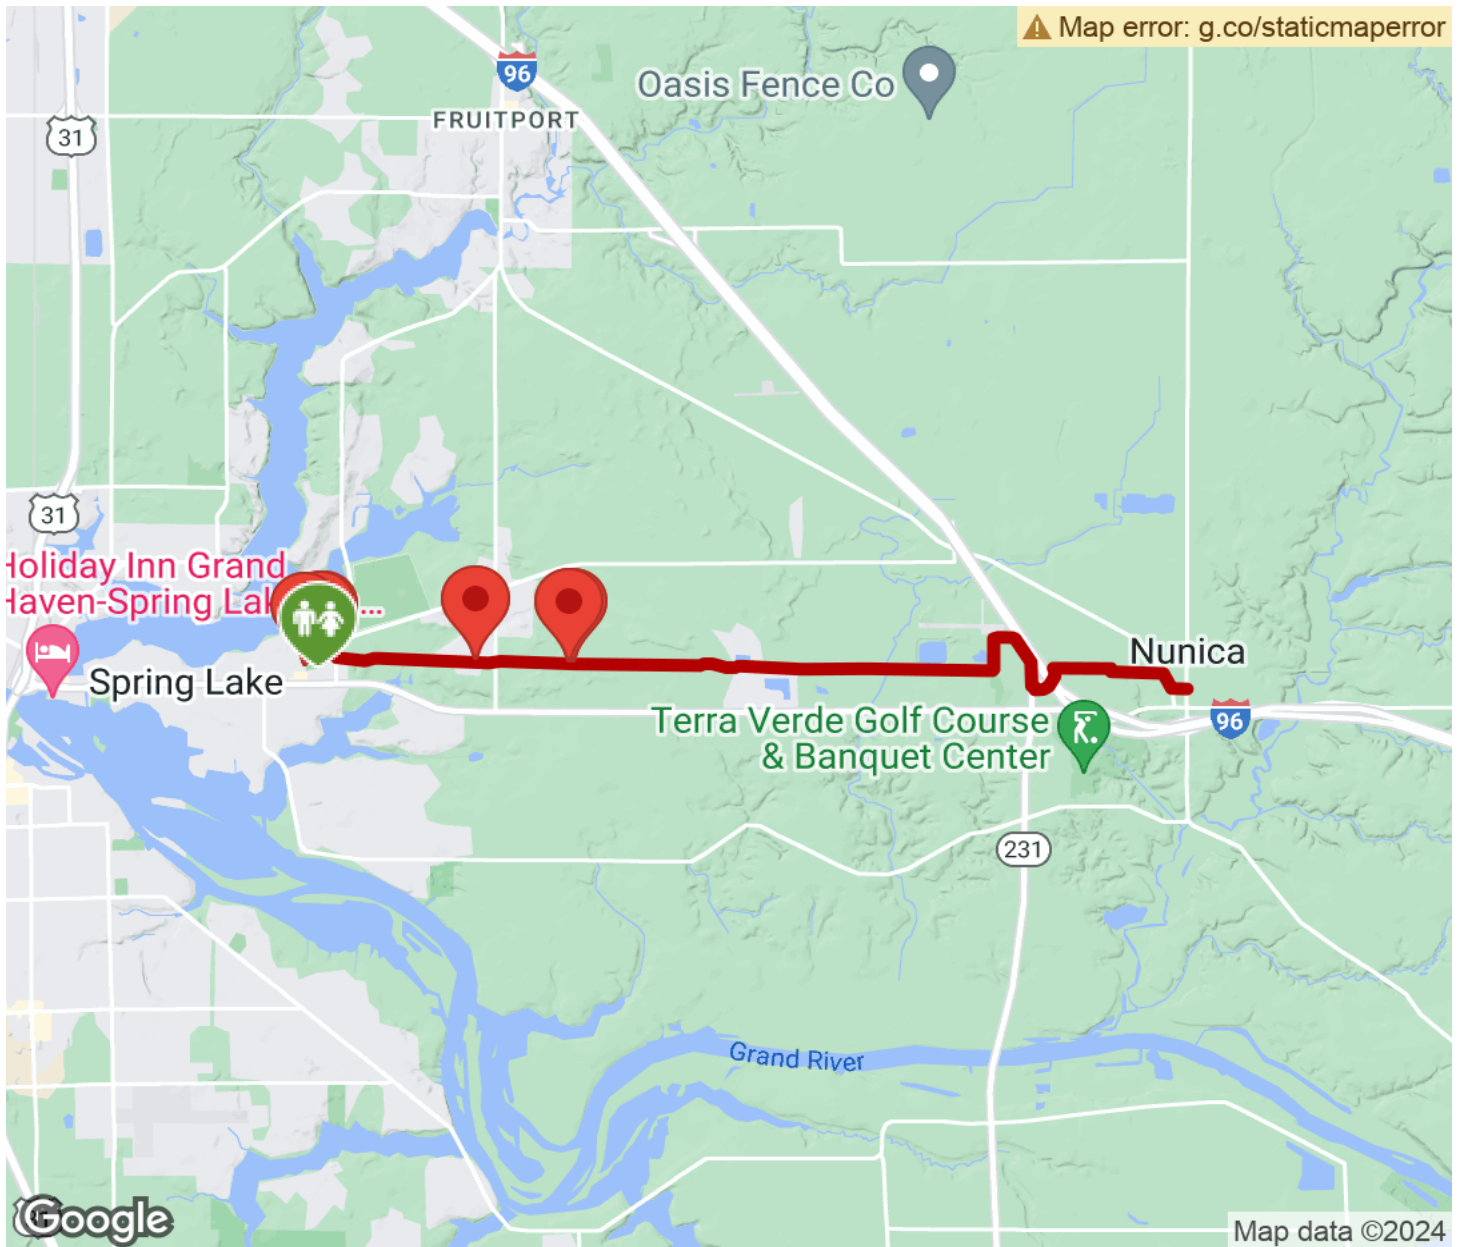 Map error: g.co/staticmaperror
96
Oasis Fence Co
FRUITPORT
31
31
Holiday Inn Grand
Haven-Spring Lak
...
Spring Lake
Nunica
Terra Verde Golf Course
& Banquet Center
96
231
Grand River
Google
Map data ©2024